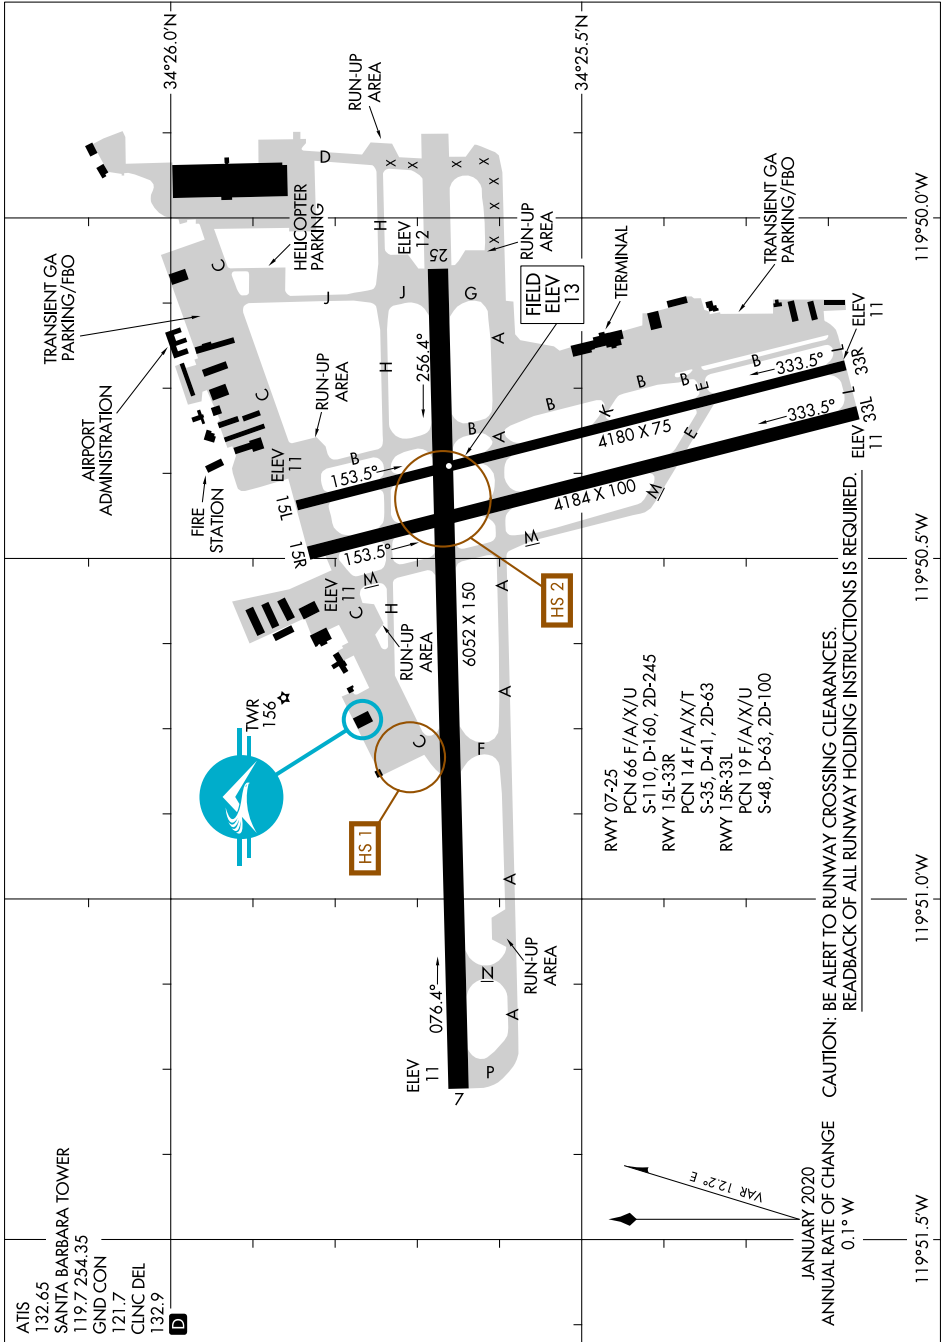 ATIS
132.65
SANTA BARBARA TOWER
119.7 254.35
GND CON
121.7
CLNC DEL
132.9
D
34°26.0'N
34°25.5'N
119°50.0'W
119°50.5'W
119°51.0'W
119°51.5'W
TRANSIENT GA
PARKING/FBO
AIRPORT
ADMINISTRATION
FIRE
STATION
HELICOPTER
PARKING
RUN-UP
AREA
RUN-UP
AREA
RUN-UP
AREA
RUN-UP
AREA
RUN-UP
AREA
TERMINAL
TRANSIENT GA
PARKING/FBO
FIELD
ELEV
13
TWR
156
HS 1
HS 2
ELEV
11
7
076.4°
6052 X 150
256.4°
25
ELEV
12
ELEV
11
15L
153.5°
4180 X 75
333.5°
33R
ELEV
11
ELEV
11
15R
153.5°
4184 X 100
333.5°
33L
ELEV
11
D
X
X
X
X
X
X
X
C
C
C
C
J
J
H
H
H
G
A
A
A
A
A
A
B
B
B
B
B
B
K
E
E
L
L
M
M
M
F
N
P
RWY 07-25
PCN 66 F/A/X/U
S-110, D-160, 2D-245
RWY 15L-33R
PCN 14 F/A/X/T
S-35, D-41, 2D-63
RWY 15R-33L
PCN 19 F/A/X/U
S-48, D-63, 2D-100
CAUTION: BE ALERT TO RUNWAY CROSSING CLEARANCES.
READBACK OF ALL RUNWAY HOLDING INSTRUCTIONS IS REQUIRED.
VAR 12.2° E
JANUARY 2020
ANNUAL RATE OF CHANGE
0.1° W